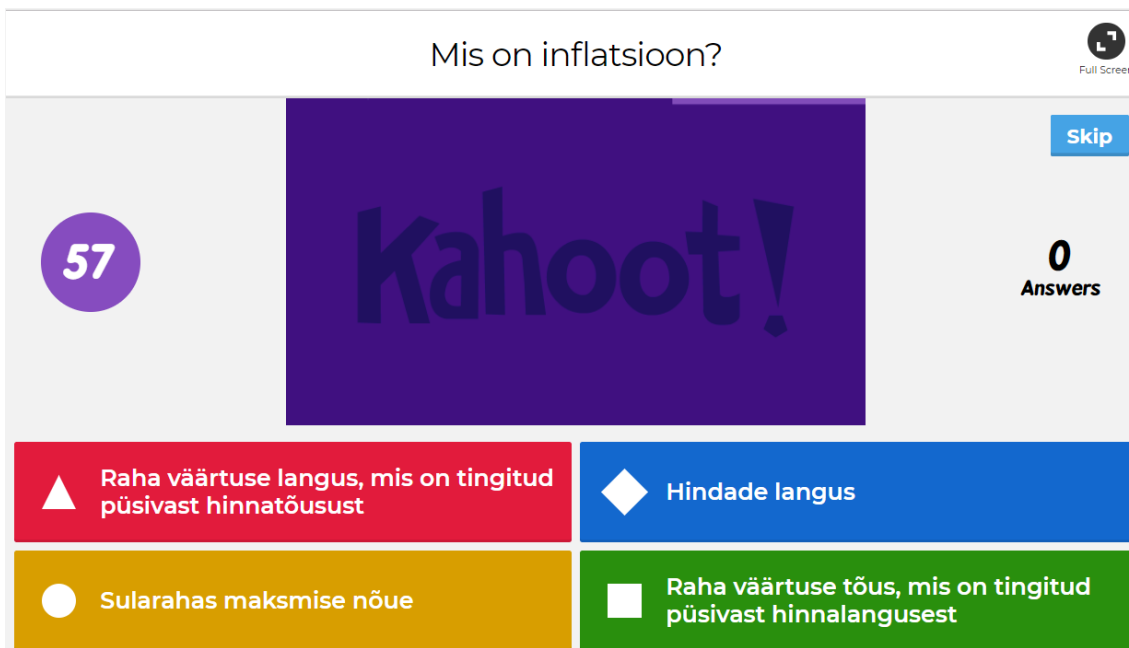 Mis on inflatsioon?
Full Screen
Skip
Kahoot!
57
0
Answers
Raha väärtuse langus, mis on tingitud
püsivast hinnatõusust
Hindade langus
Sularahas maksmise nõue
Raha väärtuse tõus, mis on tingitud
püsivast hinnalangusest